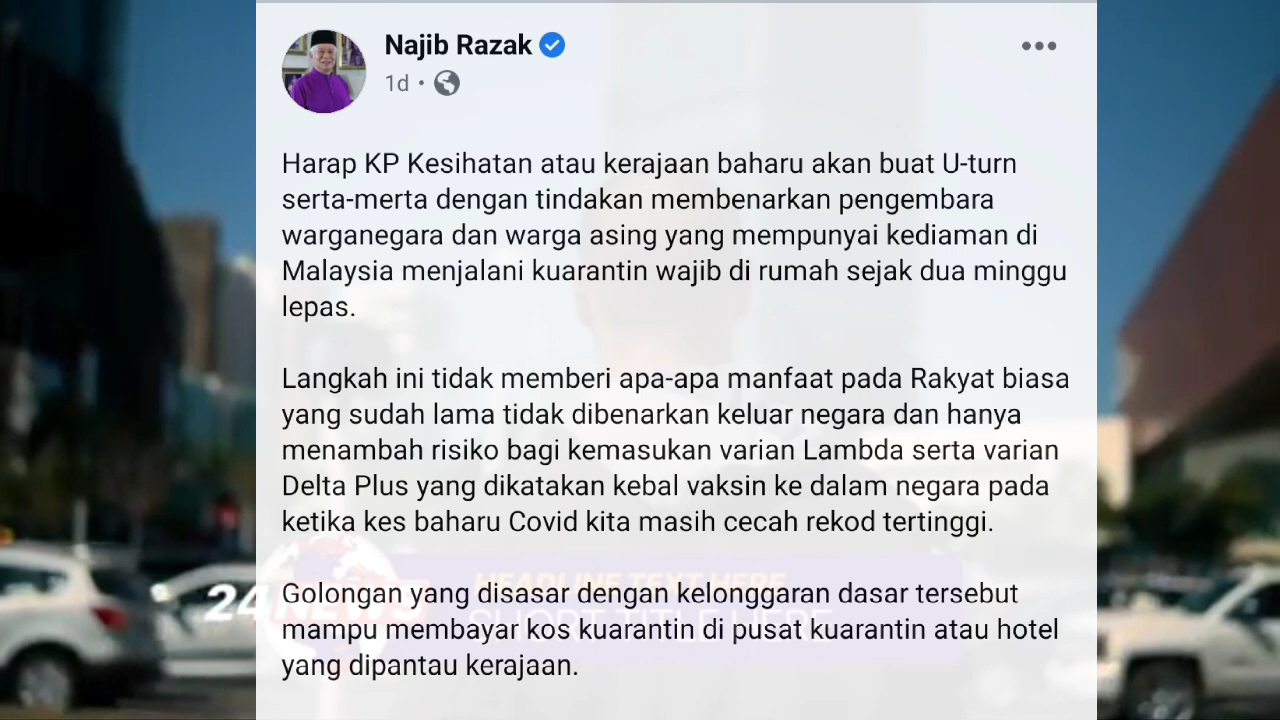 Najib Razak
1d
Harap KP Kesihatan atau kerajaan baharu akan buat U-turn
serta-merta dengan tindakan membenarkan pengembara
warganegara dan warga asing yang mempunyai kediaman di
Malaysia menjalani kuarantin wajib di rumah sejak dua minggu
lepas.
Langkah ini tidak memberi apa-apa manfaat pada Rakyat biasa
yang sudah lama tidak dibenarkan keluar negara dan hanya
menambah risiko bagi kemasukan varian Lambda serta varian
Delta Plus yang dikatakan kebal vaksin ke dalam negara pada
ketika kes baharu Covid kita masih cecah rekod tertinggi.
Golongan yang disasar dengan kelonggaran dasar tersebut
mampu membayar kos kuarantin di pusat kuarantin atau hotel
yang dipantau kerajaan.
24 NEWS
HEADLINE TEXT HERE
SHORT TITLE HERE